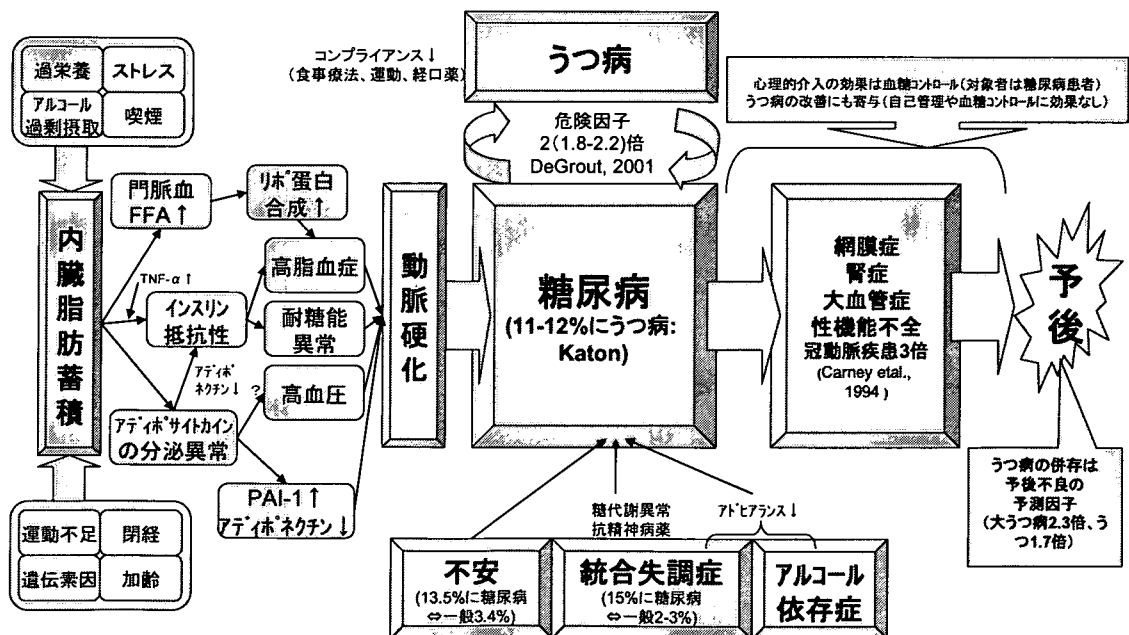 過栄養
ストレス
アルコール
過剰摂取
喫煙
コンプライアンス↓
(食事療法、運動、経口薬)
うつ病
心理的介入の効果は血糖コントロール(対象者は糖尿病患者)
うつ病の改善にも寄与(自己管理や血糖コントロールに効果なし)
危険因子
2(1.8-2.2)倍
DeGrout, 2001
内臓脂肪蓄積
門脈血
FFA↑
リポ蛋白
合成↑
TNF-α↑
インスリン
抵抗性
高脂血症
耐糖能
異常
アディポ
ネクチン↓
?
高血圧
アディポサイトカイン
の分泌異常
PAI-1↑
アディポネクチン↓
動脈硬化
糖尿病
(11-12%にうつ病:
Katon)
網膜症
腎症
大血管症
性機能不全
冠動脈疾患3倍
(Carney etal.,
1994)
予後
うつ病の併存は
予後不良の
予測因子
(大うつ病2.3倍、う
つ1.7倍)
運動不足
閉経
遺伝素因
加齢
糖代謝異常
抗精神病薬
アドヒアランス↓
不安
(13.5%に糖尿病
⇔一般3.4%)
統合失調症
(15%に糖尿病
⇔一般2-3%)
アルコール
依存症